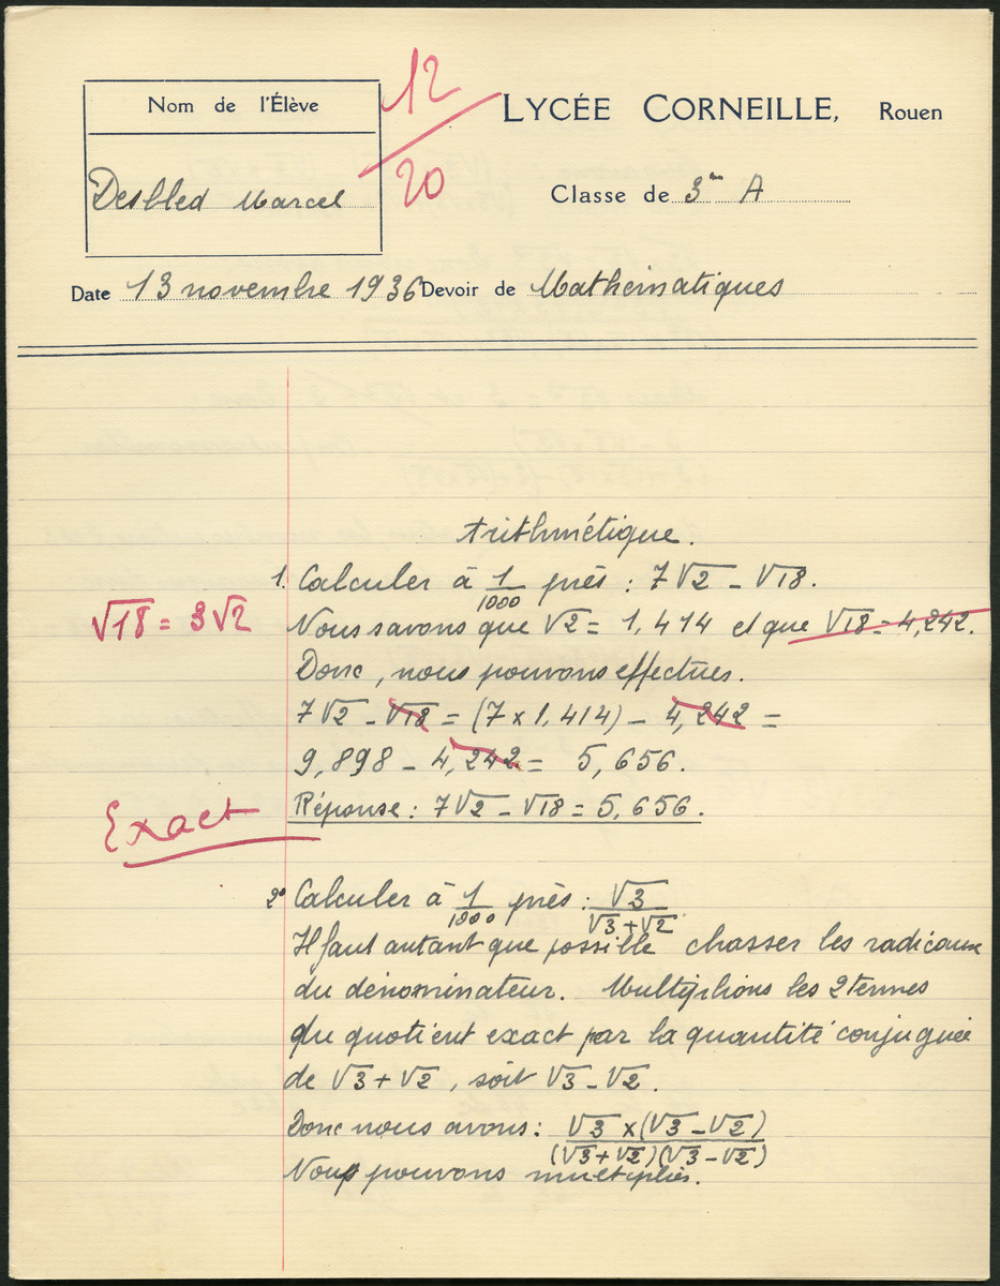 Nom de l'Élève
12
20
LYCÉE CORNEILLE, Rouen
Desbled Marcel
Classe de 3me A
Date 13 novembre 1936 Devoir de Mathématiques
Arithmétique.
1. Calculer à 1/1000 près : 7√2 - √18.
√18 = 3√2
Nous savons que √2 = 1,414 et que √18 = 4,242.
Donc, nous pouvons effectues.
7√2 - √18 = (7 x 1,414) - 4,242 =
9,898 - 4,242 = 5,656.
Réponse : 7√2 - √18 = 5,656.
Exact
2° Calculer à 1/1000 près : √3/(√3+√2)
Il faut autant que possible chasser les radicaux
du dénominateur. Multiplions les 2 termes
du quotient exact par la quantité conjuguée
de √3+√2, soit √3-√2.
Donc nous avons : √3 x(√3-√2)/(√3+√2)(√3-√2)
Nous pouvons multiplier.